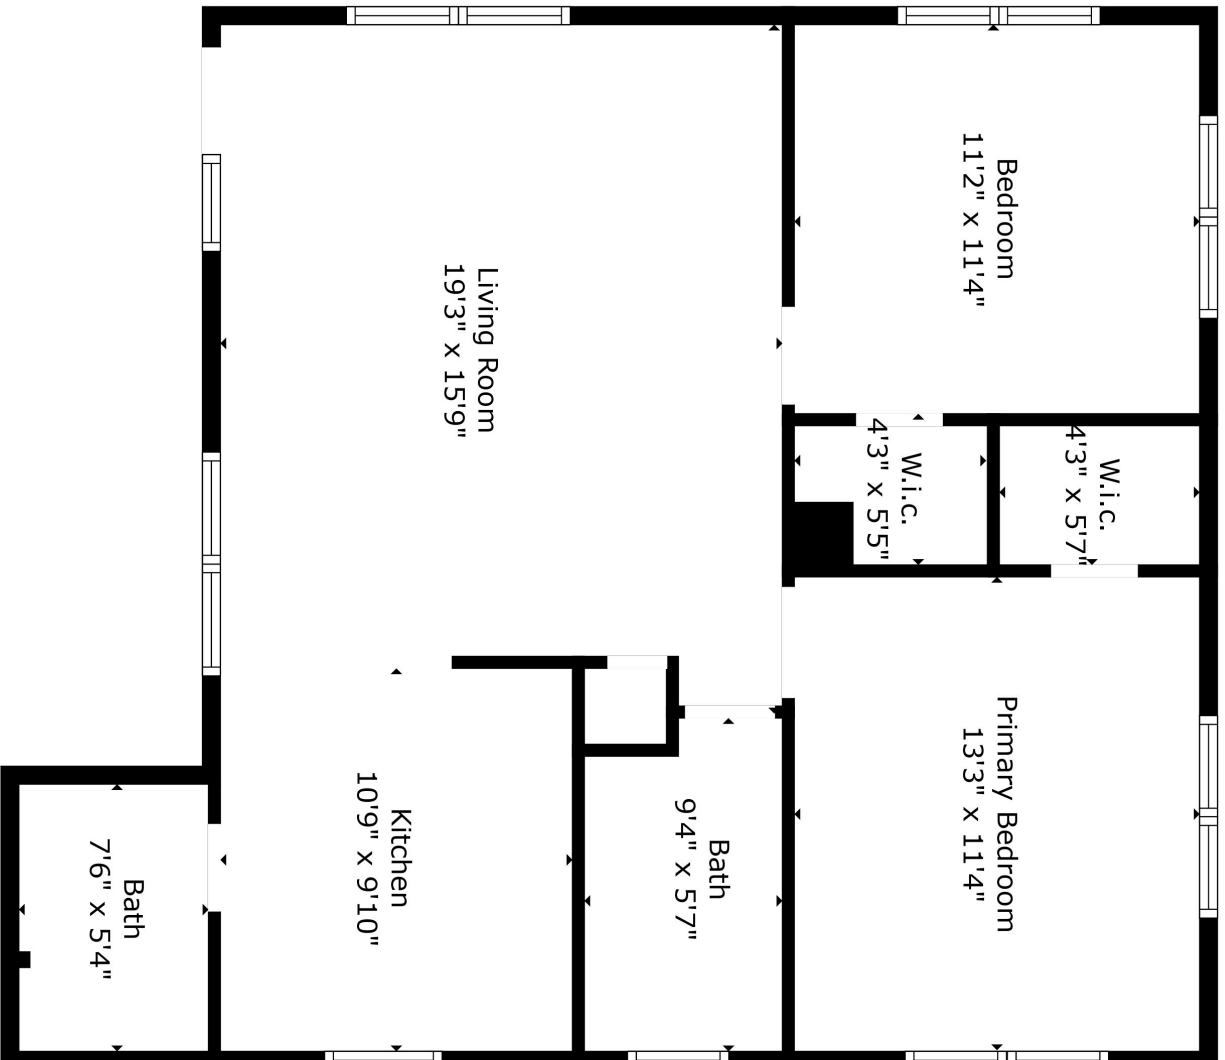 Bedroom
11'2" x 11'4"
Living Room
19'3" x 15'9"
W.i.c.
4'3" x 5'5"
W.i.c.
4'3" x 5'7"
Primary Bedroom
13'3" x 11'4"
Kitchen
10'9" x 9'10"
Bath
9'4" x 5'7"
Bath
7'6" x 5'4"